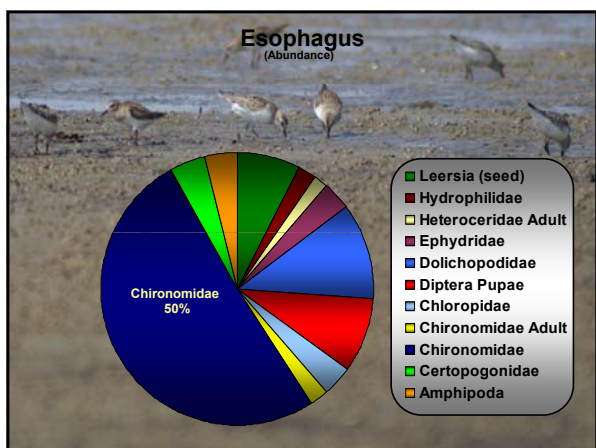 Esophagus
(Abundance)
Chironomidae
50%
Leersia (seed)
Hydrophilidae
Heteroceridae Adult
Ephydridae
Dolichopodidae
Diptera Pupae
Chloropidae
Chironomidae Adult
Chironomidae
Certopogonidae
Amphipoda